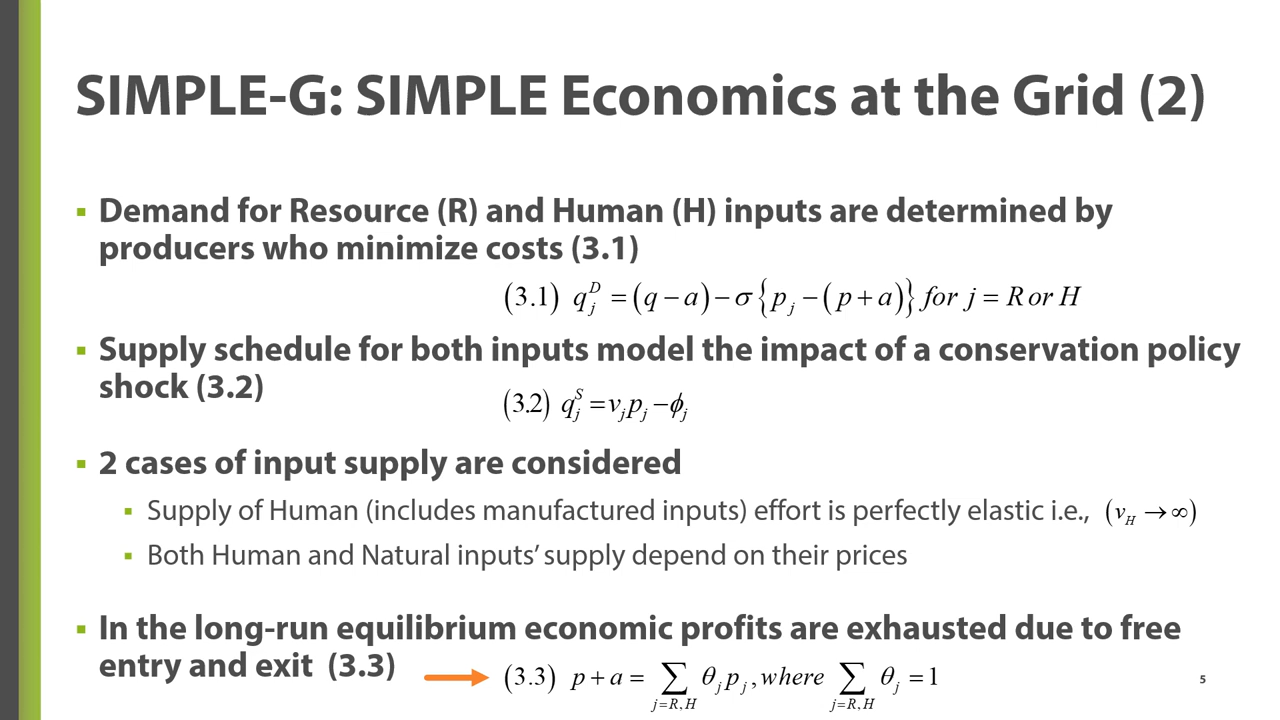 SIMPLE-G: SIMPLE Economics at the Grid (2)
▪ Demand for Resource (R) and Human (H) inputs are determined by
producers who minimize costs (3.1)
(3.1) q_j^D = (q − a) − σ{p_j − (p + a)} for j = R or H
▪ Supply schedule for both inputs model the impact of a conservation policy
shock (3.2)
(3.2) q_j^S = v_j p_j − ϕ_j
▪ 2 cases of input supply are considered
▪ Supply of Human (includes manufactured inputs) effort is perfectly elastic i.e., (v_H → ∞)
▪ Both Human and Natural inputs’ supply depend on their prices
▪ In the long-run equilibrium economic profits are exhausted due to free
entry and exit (3.3)
(3.3) p + a = ∑_{j=R,H} θ_j p_j , where ∑_{j=R,H} θ_j = 1
5